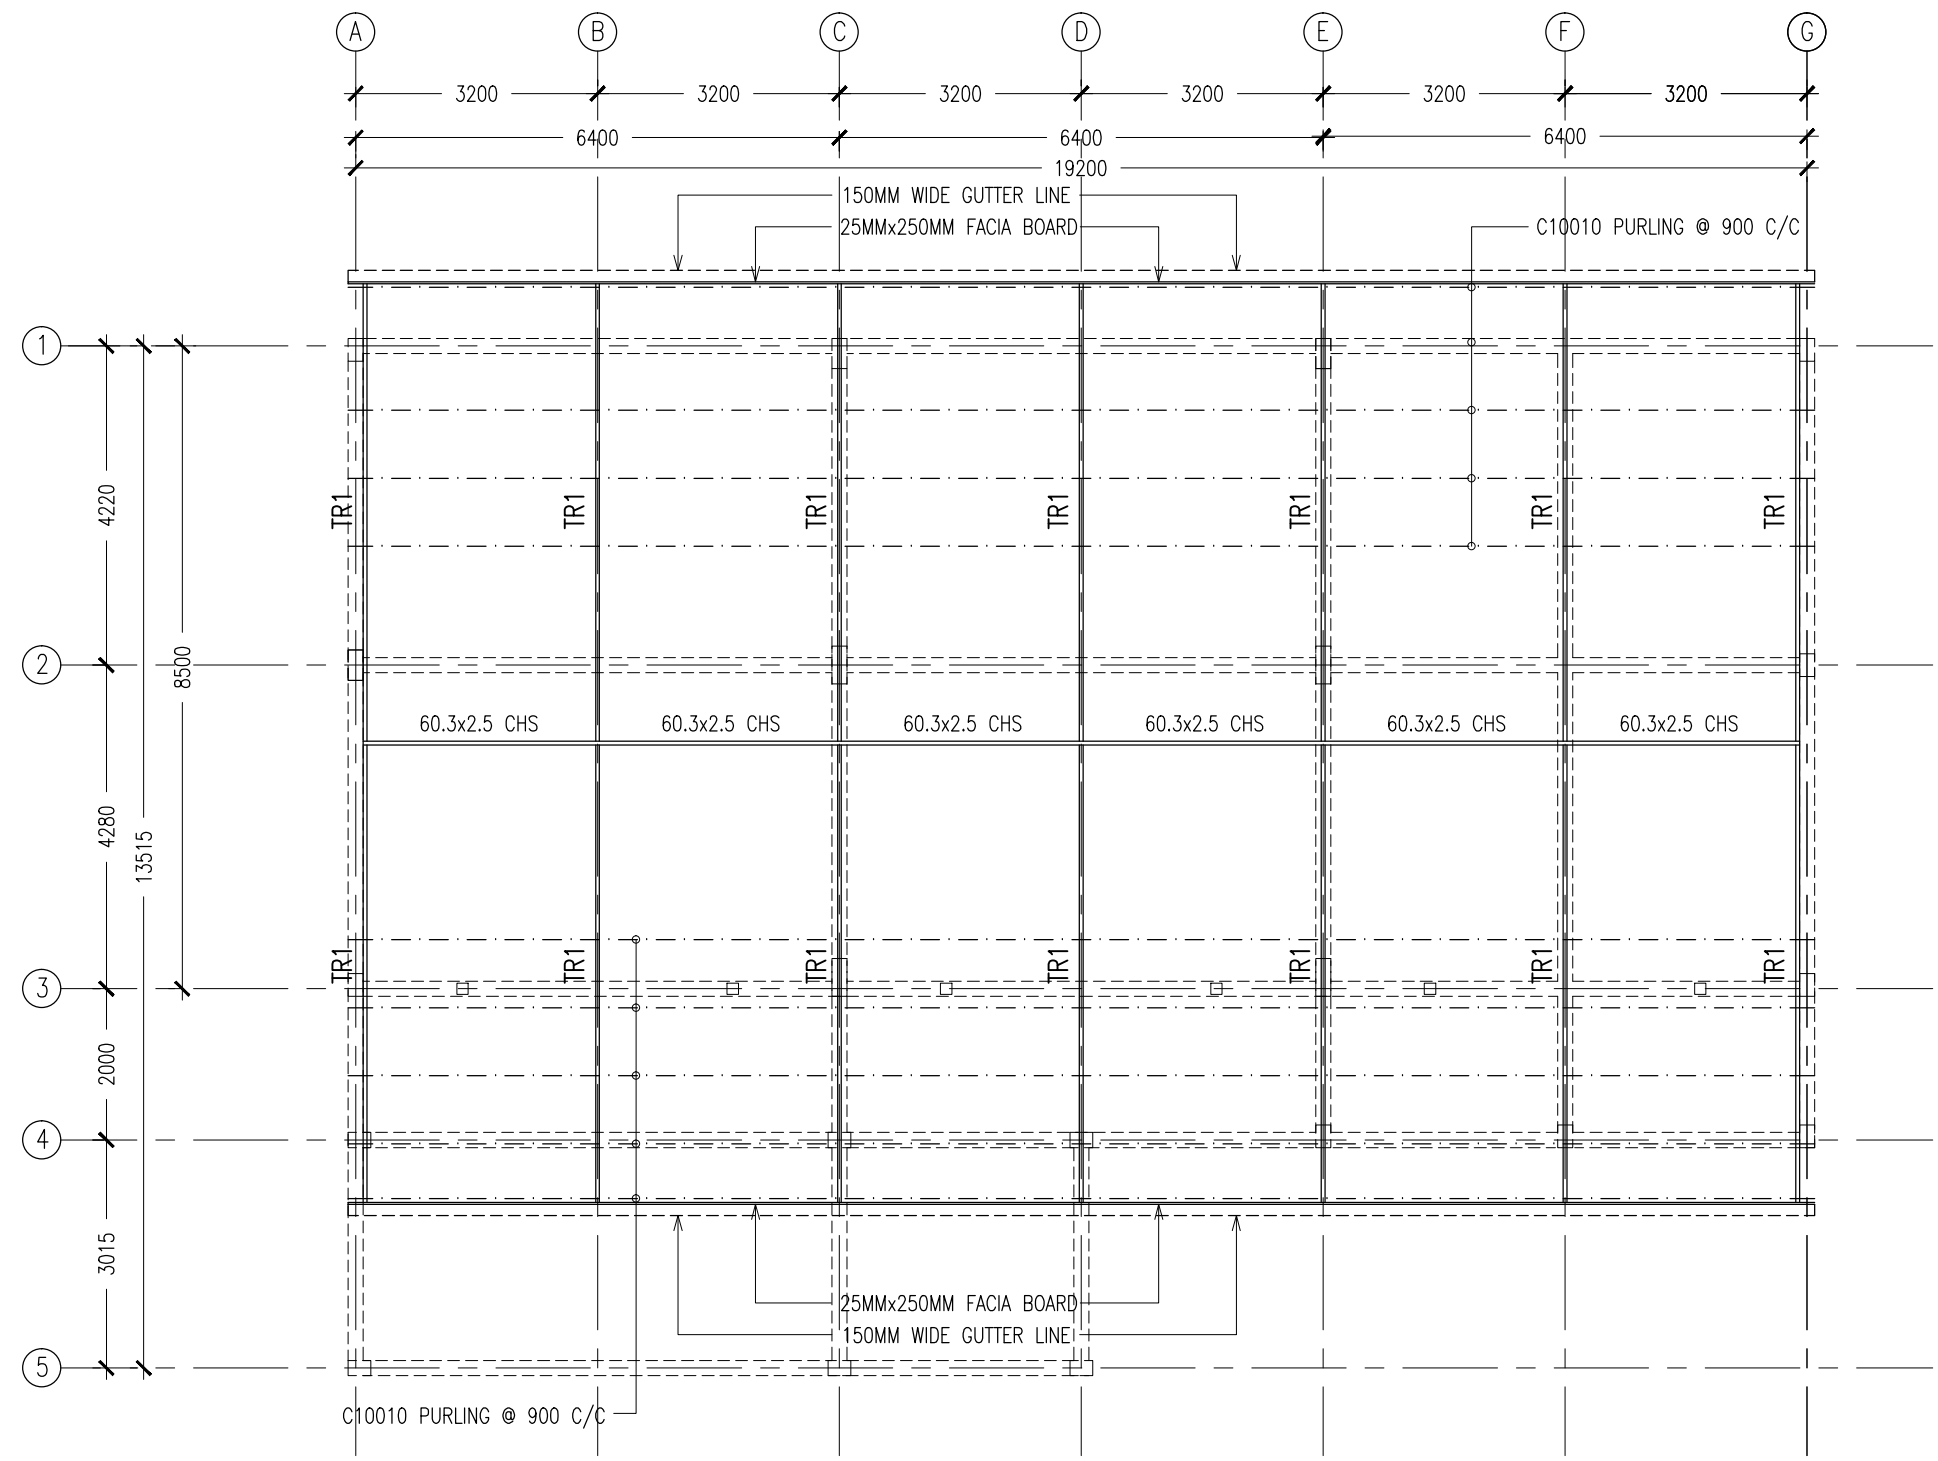 A B C D E F G
3200 3200 3200 3200 3200 3200
6400 6400 6400
19200
150MM WIDE GUTTER LINE
25MMx250MM FACIA BOARD
C10010 PURLING @ 900 C/C
1
4220
TR1 TR1 TR1 TR1 TR1 TR1 TR1
2
8500
60.3x2.5 CHS 60.3x2.5 CHS 60.3x2.5 CHS 60.3x2.5 CHS 60.3x2.5 CHS 60.3x2.5 CHS
4280
13515
TR1 TR1 TR1 TR1 TR1 TR1 TR1
3
2000
4
3015
25MMx250MM FACIA BOARD
150MM WIDE GUTTER LINE
5
C10010 PURLING @ 900 C/C